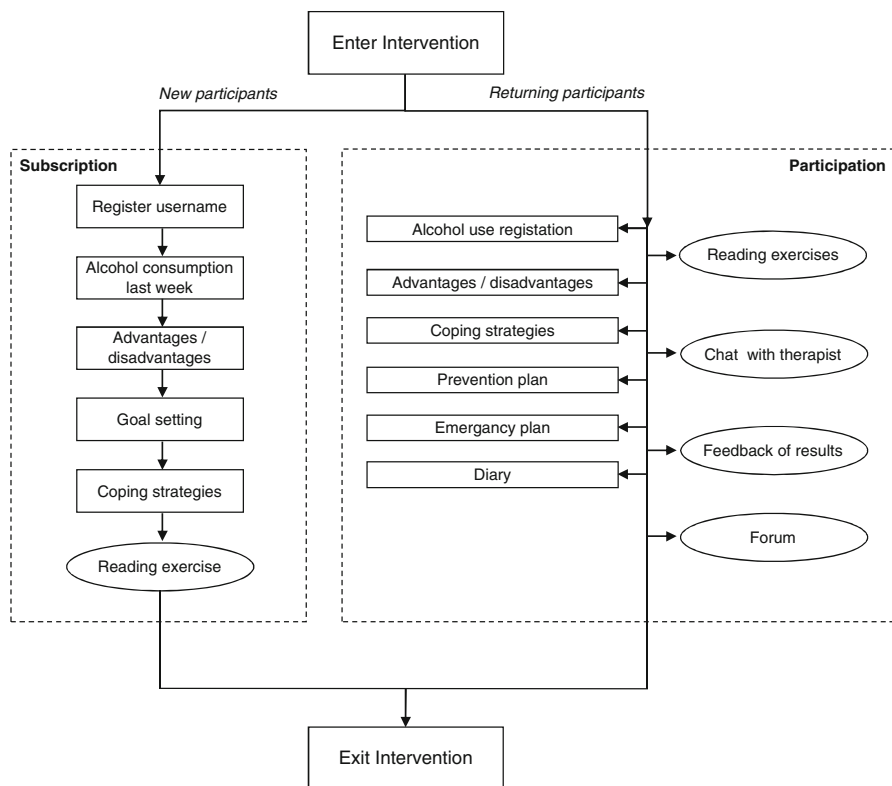 Enter Intervention
New participants
Returning participants
Subscription
Register username
Alcohol consumption
last week
Advantages /
disadvantages
Goal setting
Coping strategies
Reading exercise
Participation
Alcohol use registation
Reading exercises
Advantages / disadvantages
Coping strategies
Chat with therapist
Prevention plan
Emergancy plan
Feedback of results
Diary
Forum
Exit Intervention